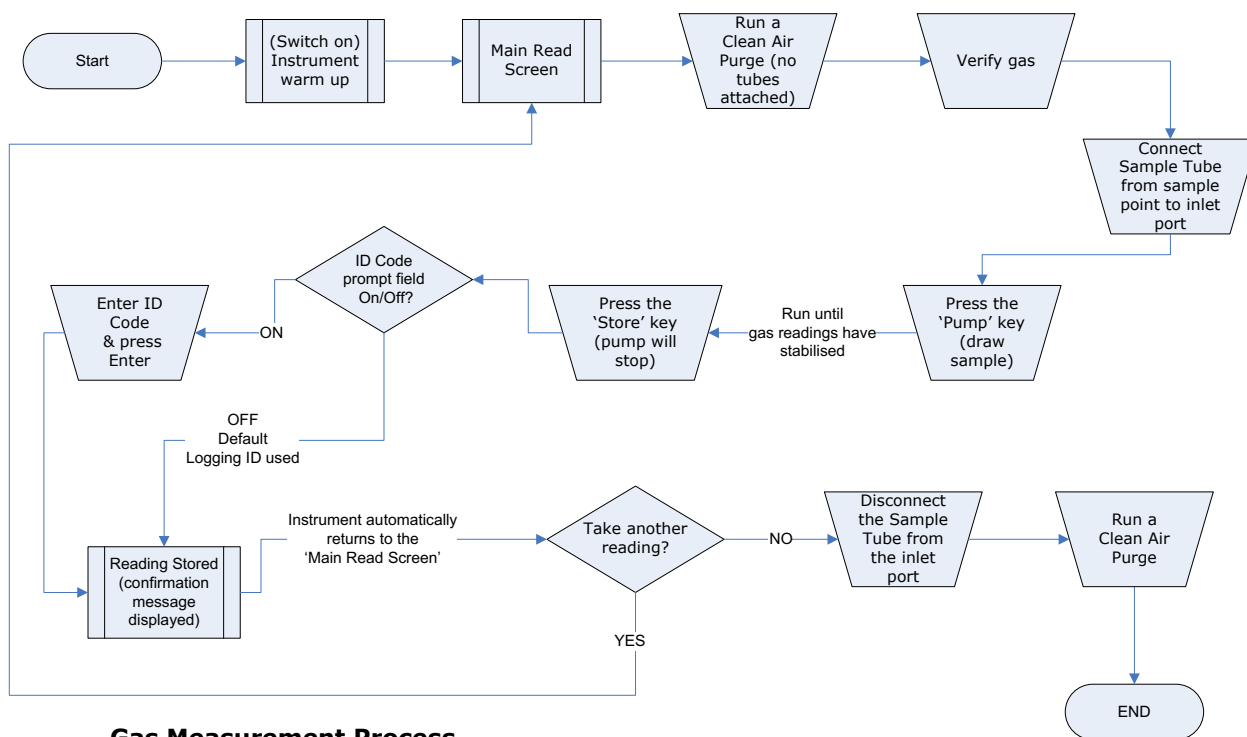 Start
(Switch on)
Instrument
warm up
Main Read
Screen
Run a
Clean Air
Purge (no
tubes
attached)
Verify gas
Connect
Sample Tube
from sample
point to inlet
port
Press the
‘Pump’ key
(draw
sample)
Run until
gas readings have
stabilised
Press the
‘Store’ key
(pump will
stop)
ID Code
prompt field
On/Off?
ON
Enter ID
Code
& press
Enter
OFF
Default
Logging ID used
Reading Stored
(confirmation
message
displayed)
Instrument automatically
returns to the
‘Main Read Screen’
Take another
reading?
YES
NO
Disconnect
the Sample
Tube from
the inlet
port
Run a
Clean Air
Purge
END
Gas Measurement Process